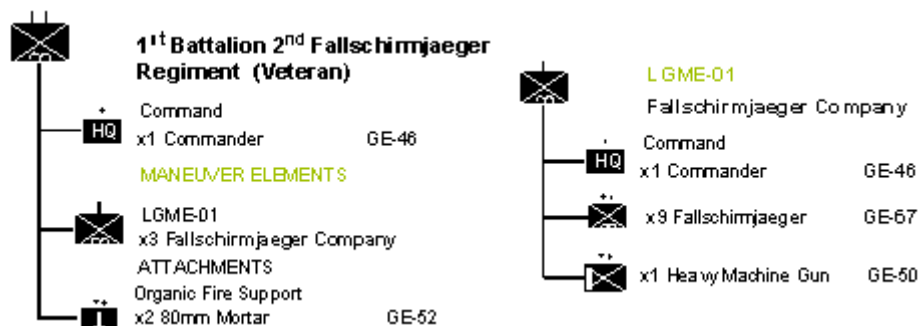 1st Battalion 2nd Fallschirmjaeger
Regiment (Veteran)
Command
HQ
x1 Commander GE-46
MANEUVER ELEMENTS
LGME-01
x3 Fallschirmjaeger Company
ATTACHMENTS
Organic Fire Support
x2 80mm Mortar GE-52
LGME-01
Fallschirmjaeger Company
Command
HQ
x1 Commander GE-46
x9 Fallschirmjaeger GE-67
x1 Heavy Machine Gun GE-50